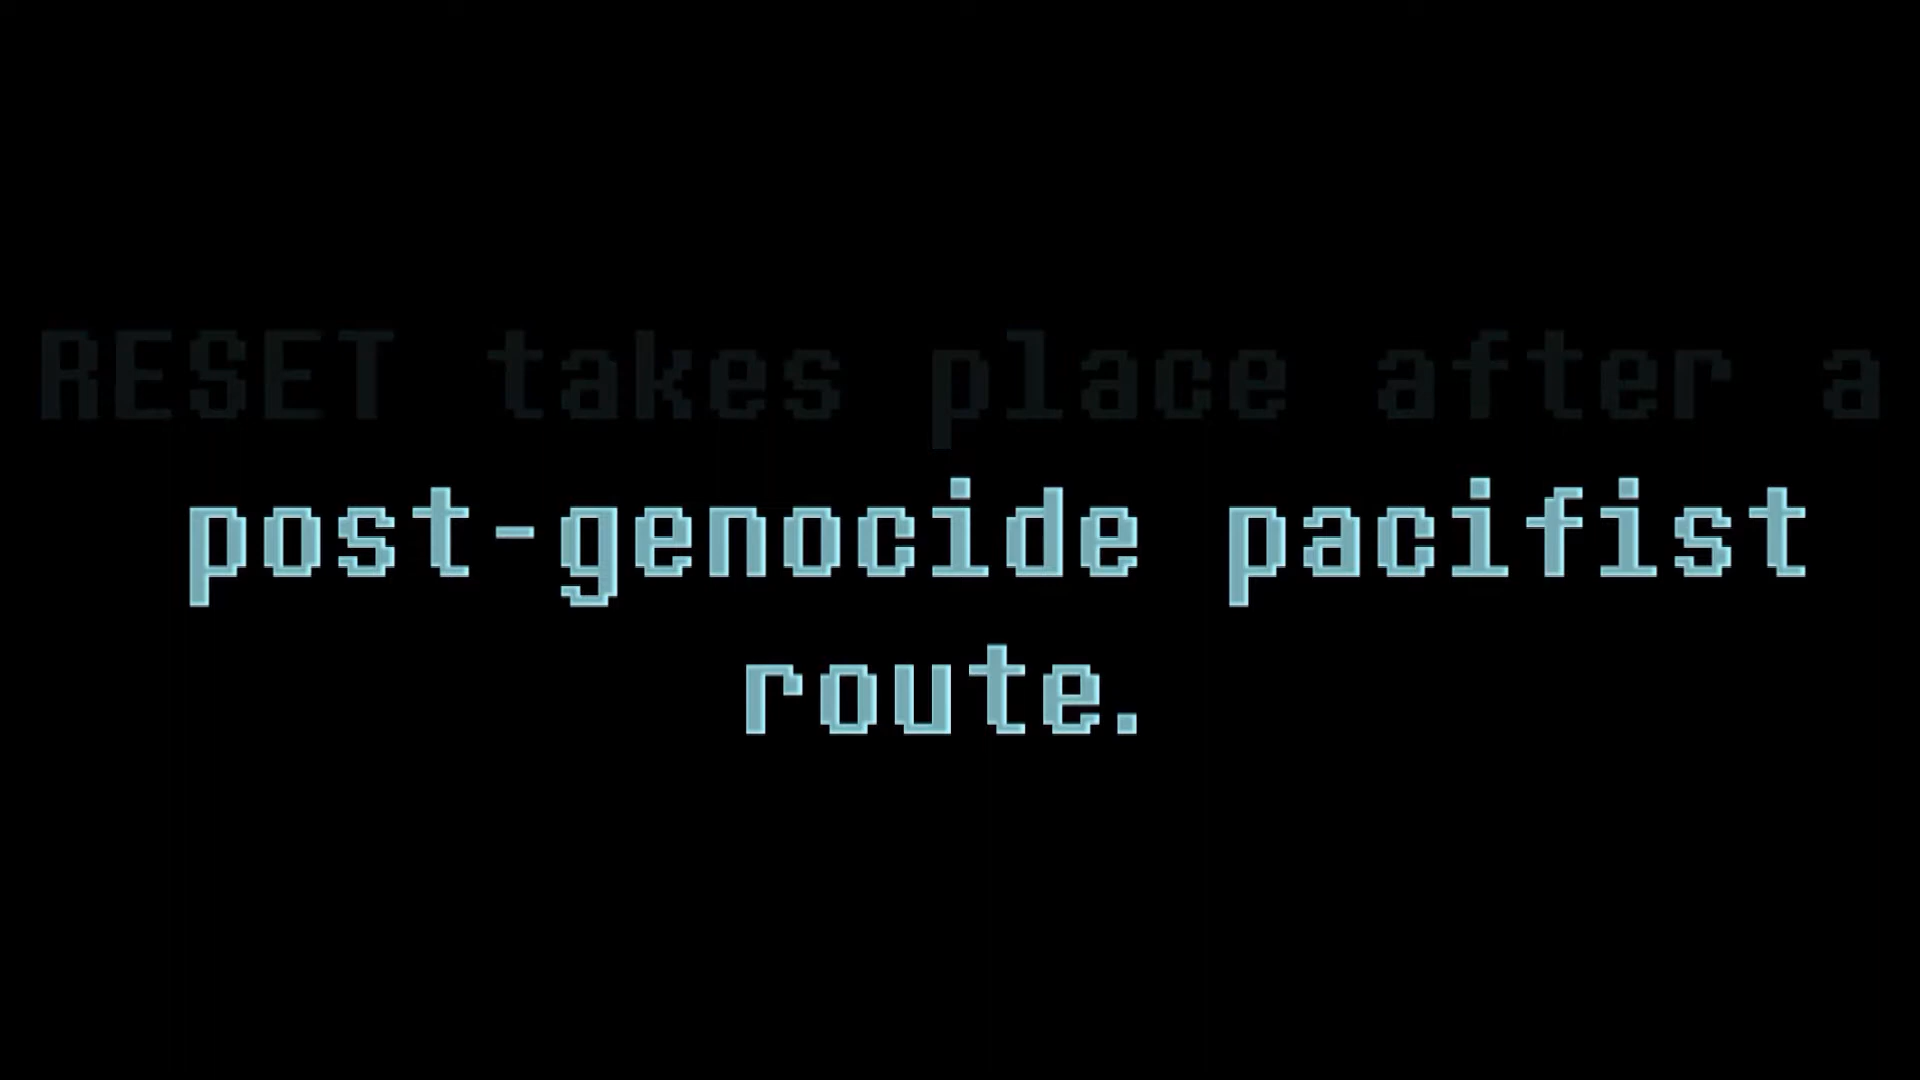 RESET takes place after a
post-genocide pacifist
route.